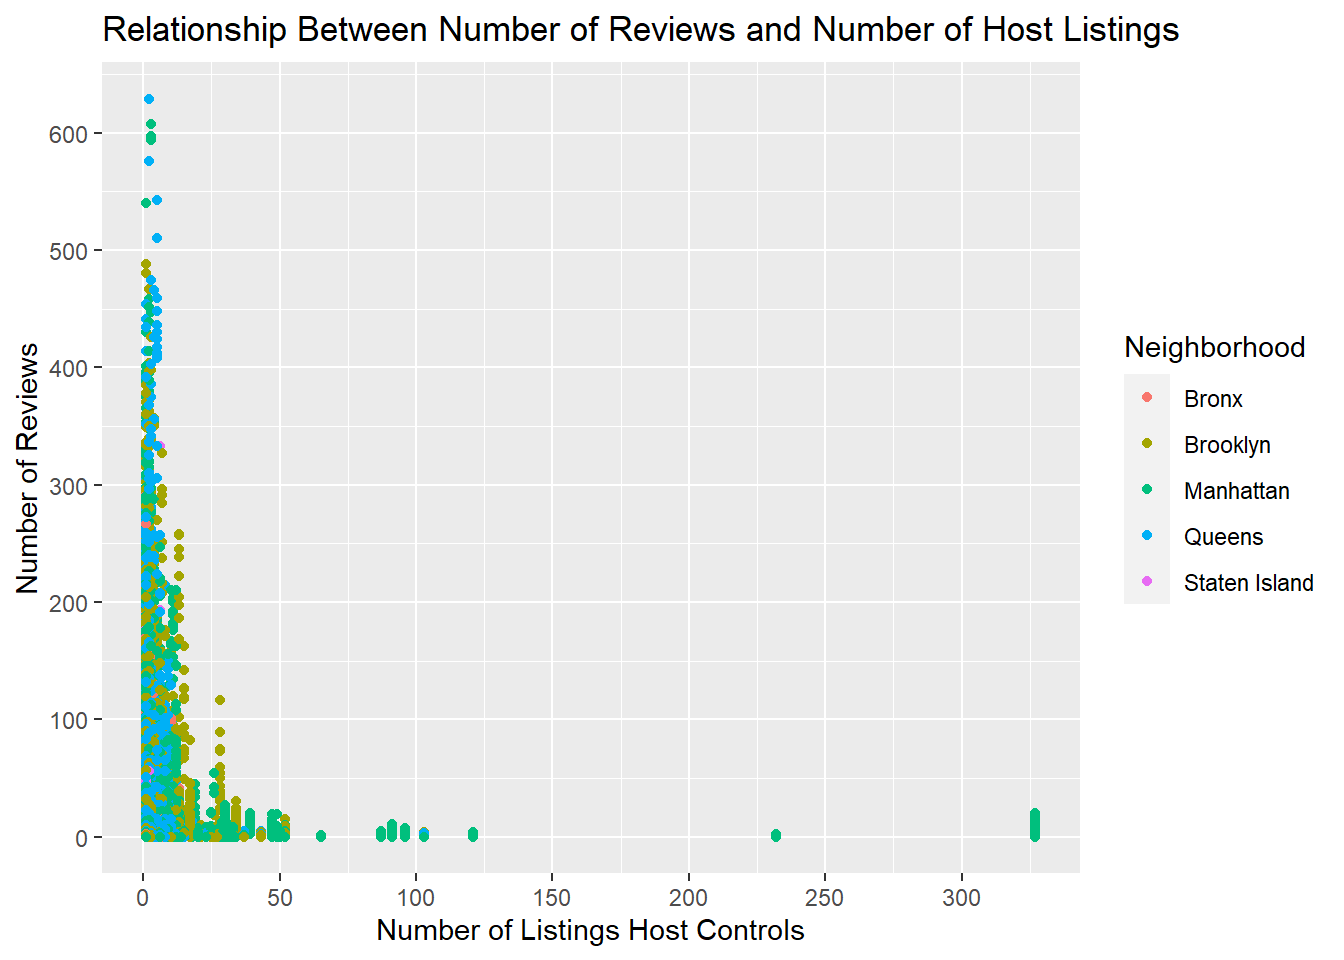 Relationship Between Number of Reviews and Number of Host Listings
Number of Reviews
600
500
400
300
200
100
0
0 50 100 150 200 250 300
Number of Listings Host Controls
Neighborhood
Bronx
Brooklyn
Manhattan
Queens
Staten Island